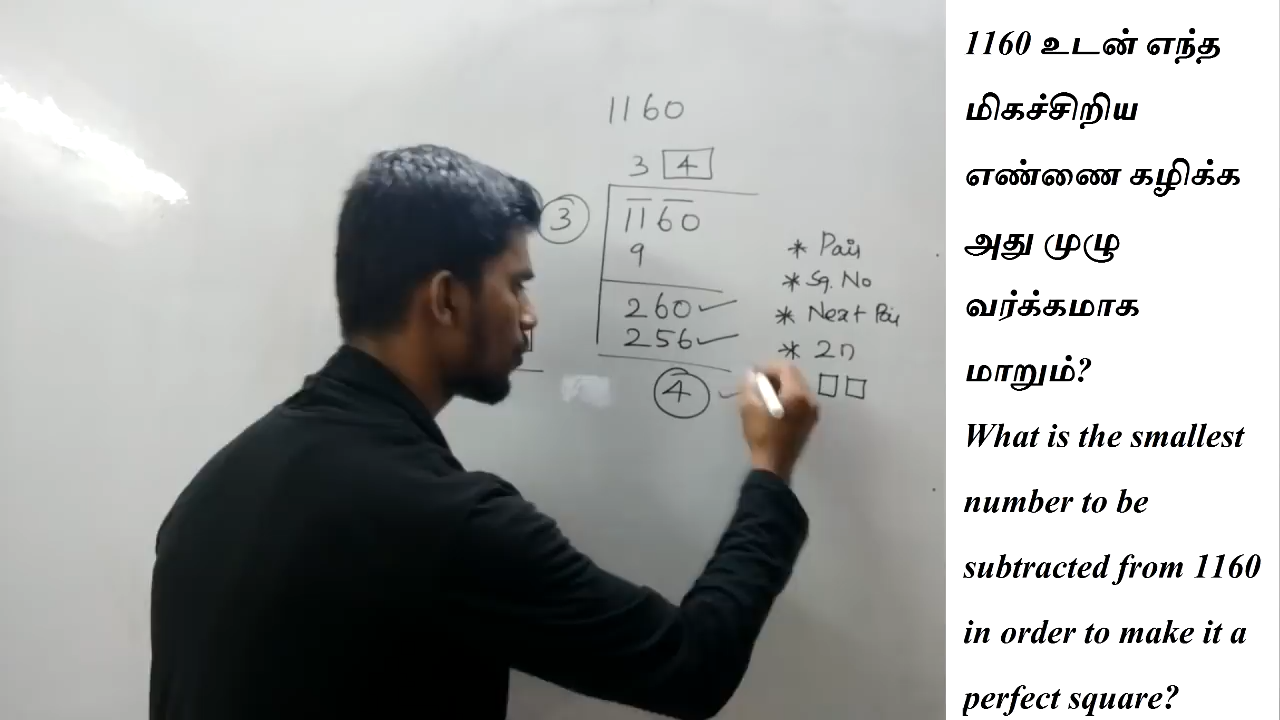 1160
3 4
3 1160
9
260
256
4
* Pair
* Sq. No
* Next Pair
* 2n
1160 உடன் எந்த
மிகச்சிறிய
எண்ணை கழிக்க
அது முழு
வர்க்கமாக
மாறும்?
What is the smallest
number to be
subtracted from 1160
in order to make it a
perfect square?